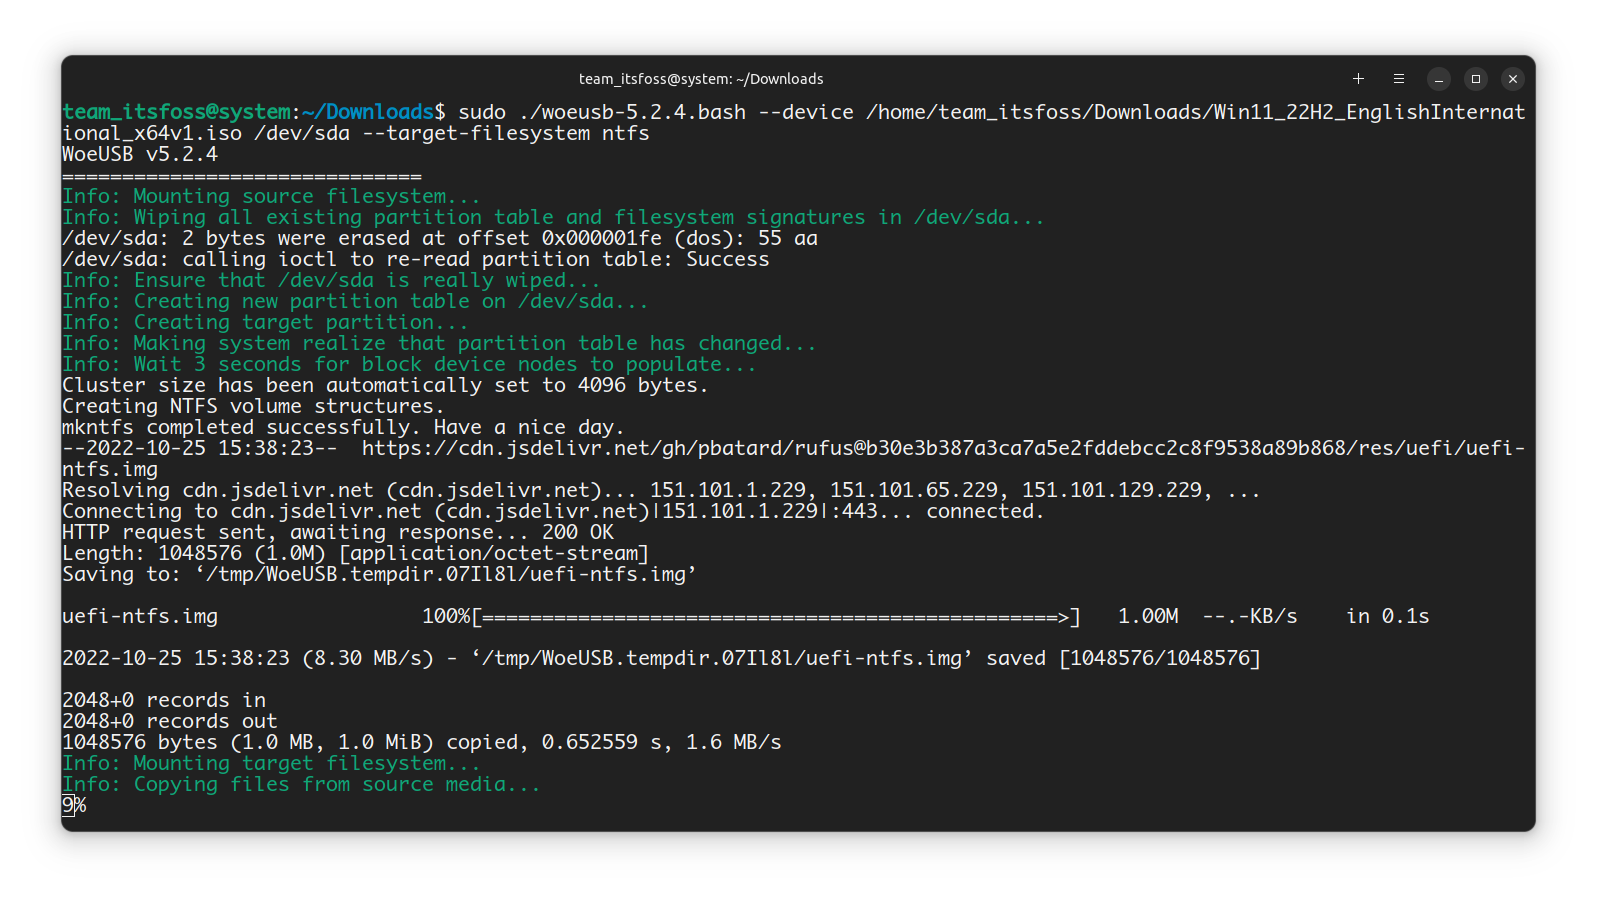 team_itsfoss@system: ~/Downloads
team_itsfoss@system:~/Downloads$ sudo ./woeusb-5.2.4.bash --device /home/team_itsfoss/Downloads/Win11_22H2_EnglishInternat
ional_x64v1.iso /dev/sda --target-filesystem ntfs
WoeUSB v5.2.4
==============================
Info: Mounting source filesystem...
Info: Wiping all existing partition table and filesystem signatures in /dev/sda...
/dev/sda: 2 bytes were erased at offset 0x000001fe (dos): 55 aa
/dev/sda: calling ioctl to re-read partition table: Success
Info: Ensure that /dev/sda is really wiped...
Info: Creating new partition table on /dev/sda...
Info: Creating target partition...
Info: Making system realize that partition table has changed...
Info: Wait 3 seconds for block device nodes to populate...
Cluster size has been automatically set to 4096 bytes.
Creating NTFS volume structures.
mkntfs completed successfully. Have a nice day.
--2022-10-25 15:38:23--  https://cdn.jsdelivr.net/gh/pbatard/rufus@b30e3b387a3ca7a5e2fddebcc2c8f9538a89b868/res/uefi/uefi-
ntfs.img
Resolving cdn.jsdelivr.net (cdn.jsdelivr.net)... 151.101.1.229, 151.101.65.229, 151.101.129.229, ...
Connecting to cdn.jsdelivr.net (cdn.jsdelivr.net)|151.101.1.229|:443... connected.
HTTP request sent, awaiting response... 200 OK
Length: 1048576 (1.0M) [application/octet-stream]
Saving to: ‘/tmp/WoeUSB.tempdir.07Il8l/uefi-ntfs.img’
uefi-ntfs.img                 100%[================================================>]   1.00M  --.-KB/s    in 0.1s
2022-10-25 15:38:23 (8.30 MB/s) - ‘/tmp/WoeUSB.tempdir.07Il8l/uefi-ntfs.img’ saved [1048576/1048576]
2048+0 records in
2048+0 records out
1048576 bytes (1.0 MB, 1.0 MiB) copied, 0.652559 s, 1.6 MB/s
Info: Mounting target filesystem...
Info: Copying files from source media...
9%